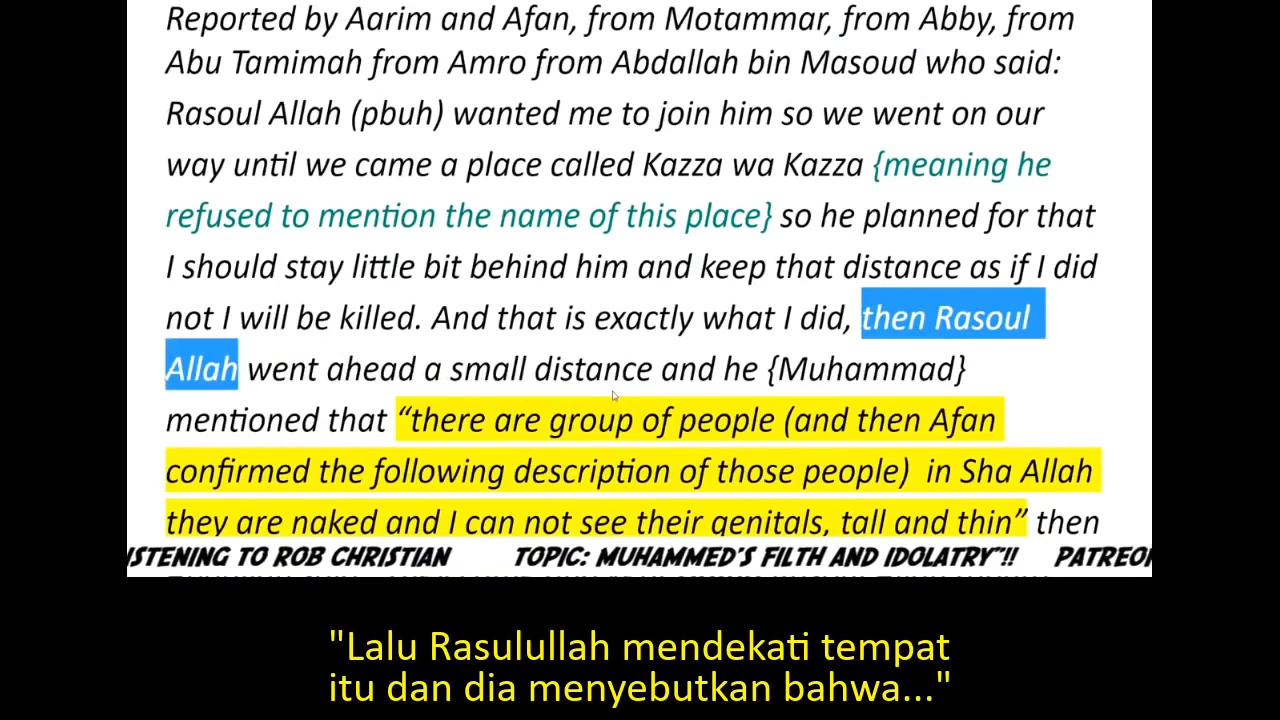 Reported by Aarim and Afan, from Motammar, from Abby, from
Abu Tamimah from Amro from Abdallah bin Masoud who said:
Rasoul Allah (pbuh) wanted me to join him so we went on our
way until we came a place called Kazza wa Kazza {meaning he
refused to mention the name of this place} so he planned for that
I should stay little bit behind him and keep that distance as if I did
not I will be killed. And that is exactly what I did, then Rasoul
Allah went ahead a small distance and he {Muhammad}
mentioned that “there are group of people (and then Afan
confirmed the following description of those people) in Sha Allah
they are naked and I can not see their genitals, tall and thin” then
ISTENING TO ROB CHRISTIAN TOPIC: MUHAMMED'S FILTH AND IDOLATRY"!! PATREON
"Lalu Rasulullah mendekati tempat
itu dan dia menyebutkan bahwa..."